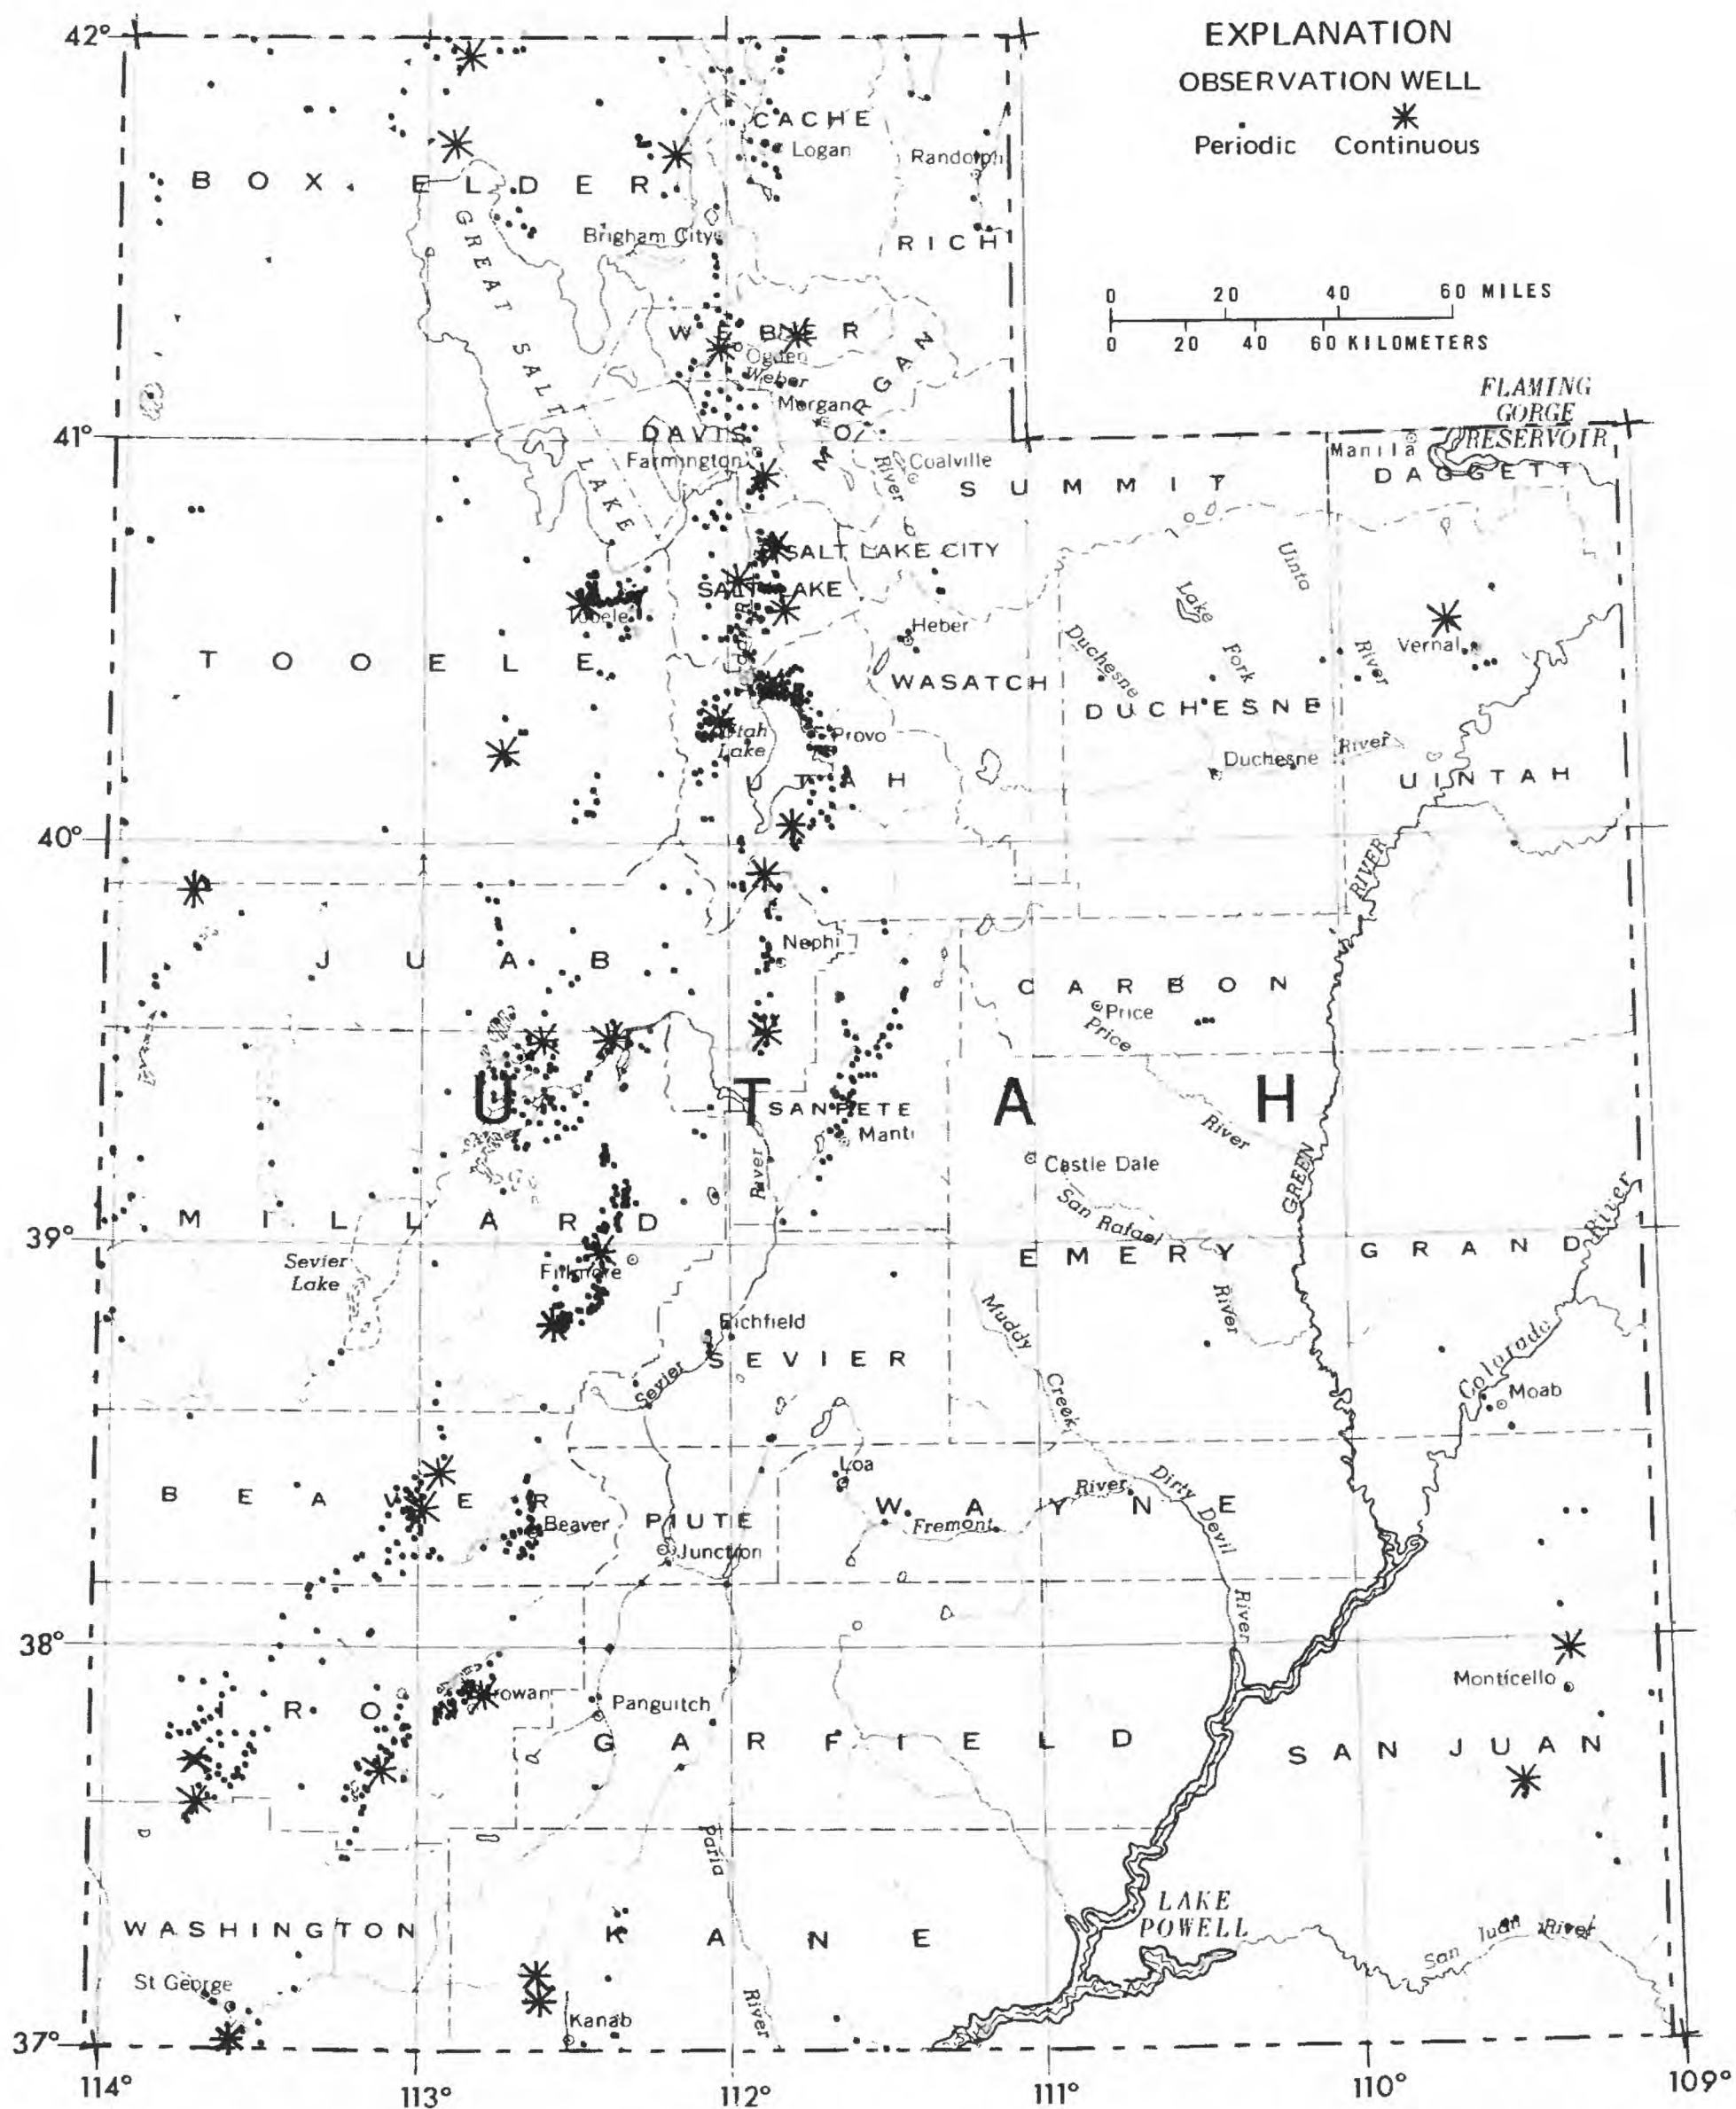 EXPLANATION
OBSERVATION WELL
Periodic Continuous
0 20 40 60 MILES
0 20 40 60 KILOMETERS
42°
41°
40°
39°
38°
37°
114°
113°
112°
111°
110°
109°
BOX ELDER
CACHE
Logan
Randolph
RICH
Brigham City
GREAT SALT LAKE
WEBER
Ogden
Weber
River
Morgan
MORGAN
DAVIS
Farmington
Coalville
SUMMIT
FLAMING
GORGE
RESERVOIR
Manila
DAGGETT
SALT LAKE CITY
SALT LAKE
Tooele
TOOELE
Heber
WASATCH
Uinta
River
Lake
Fork
Duchesne
DUCHESNE
Duchesne
River
Vernal
UINTAH
Jordan
Utah
Lake
Provo
UTAH
JUAB
Nephi
CARBON
Price
Price
River
GREEN
RIVER
UTAH
SANPETE
Manti
River
Castle Dale
San Rafael
River
MILLARD
Sevier
Lake
Fillmore
EMERY
GRAND
Colorado
River
Moab
Richfield
SEVIER
Sevier
Muddy
Creek
BEAVER
Beaver
PIUTE
Junction
Loa
WAYNE
Fremont
River
Dirty
Devil
River
IRON
Parowan
Panguitch
GARFIELD
Monticello
SAN JUAN
Paria
River
WASHINGTON
St George
KANE
Kanab
LAKE
POWELL
San Juan River